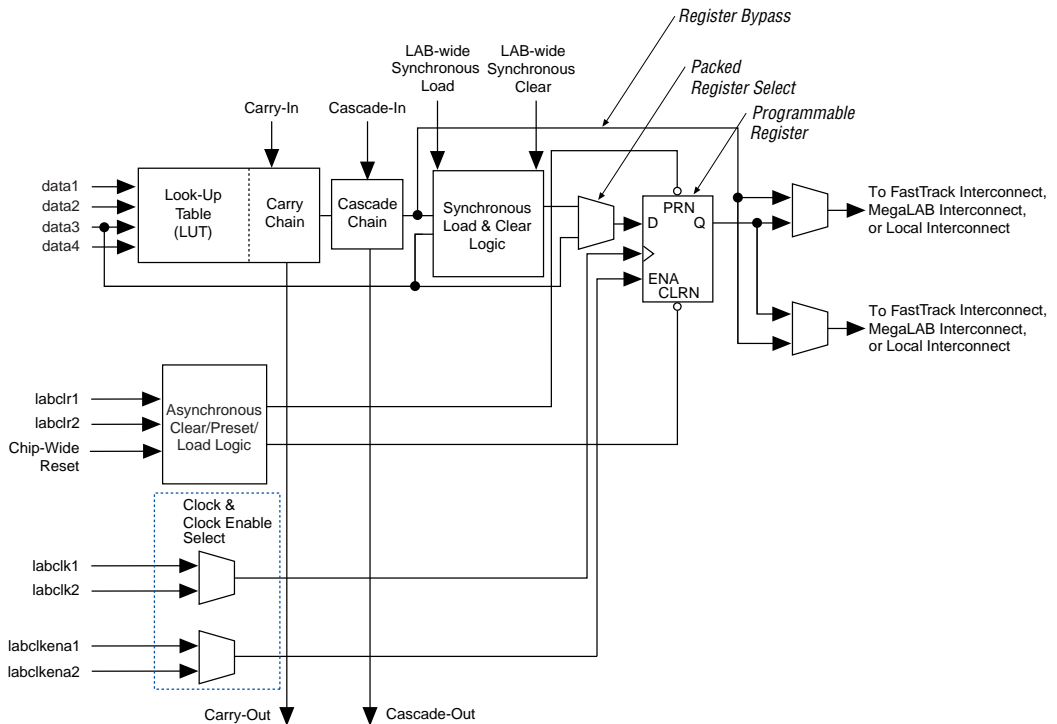 Register Bypass
LAB-wide
Synchronous
Load
LAB-wide
Synchronous
Clear
Packed
Register Select
Carry-In
Cascade-In
Programmable
Register
data1
data2
data3
data4
Look-Up
Table
(LUT)
Carry
Chain
Cascade
Chain
Synchronous
Load & Clear
Logic
PRN
D
Q
ENA
CLRN
To FastTrack Interconnect,
MegaLAB Interconnect,
or Local Interconnect
To FastTrack Interconnect,
MegaLAB Interconnect,
or Local Interconnect
labclr1
labclr2
Chip-Wide
Reset
Asynchronous
Clear/Preset/
Load Logic
Clock &
Clock Enable
Select
labclk1
labclk2
labclkena1
labclkena2
Carry-Out
Cascade-Out